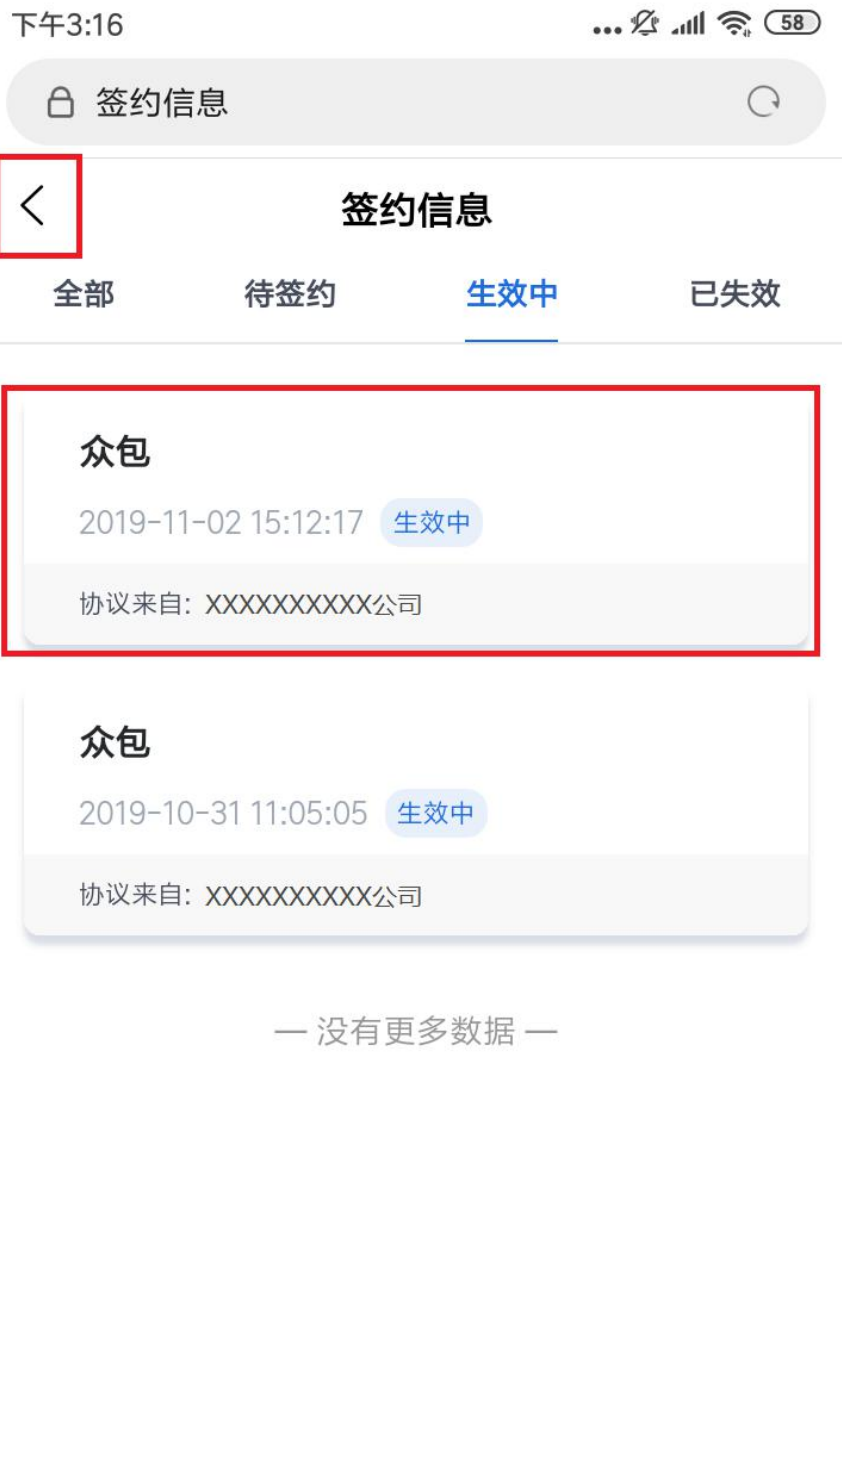 下午3:16 ... 58
签约信息
签约信息
全部 待签约 生效中 已失效
众包
2019-11-02 15:12:17 生效中
协议来自: XXXXXXXXXX公司
众包
2019-10-31 11:05:05 生效中
协议来自: XXXXXXXXXX公司
— 没有更多数据 —